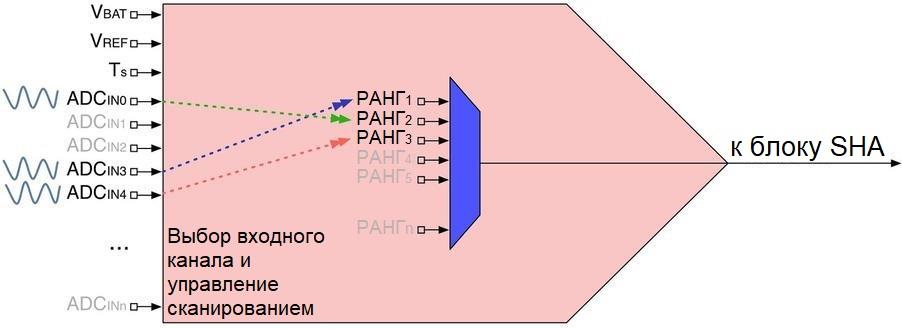 VBAT
VREF
Ts
ADCIN0
ADCIN1
ADCIN2
ADCIN3
ADCIN4
...
ADCINn
РАНГ1
РАНГ2
РАНГ3
РАНГ4
РАНГ5
РАНГn
Выбор входного
канала и
управление
сканированием
к блоку SHA